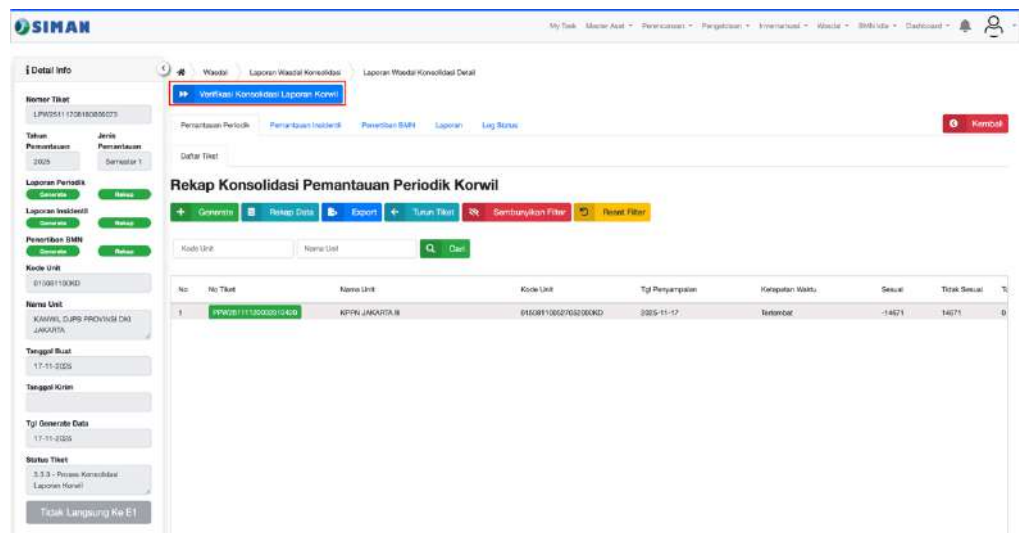 SIMAN
My Task Master Aset Perencanaan Pengelolaan Inventarisasi Wasdal BMN Idle Dashboard
Detail Info
Wasdal Laporan Wasdal Konsolidasi Laporan Wasdal Konsolidasi Detail
Verifikasi Konsolidasi Laporan Korwil
Nomor Tiket
Pemantauan Periodik Pemantauan Insidentil Penertiban BMN Laporan Log Status
Kembali
Tahun Pemantauan
Jenis Pemantauan
2025
Semester 1
Daftar Tiket
Laporan Periodik
Generate Rekap
Rekap Konsolidasi Pemantauan Periodik Korwil
Laporan Insidentil
Generate Rekap
Generate Rekap Data Export Turun Tiket Sembunyikan Filter Reset Filter
Penertiban BMN
Generate Rekap
Kode Unit Nama Unit Cari
Kode Unit
No No Tiket Nama Unit Kode Unit Tgl Penyampaian Ketepatan Waktu Sesuai Tidak Sesuai
Nama Unit
KANWIL DJPB PROVINSI DKI JAKARTA
1 KPPN JAKARTA III 2025-11-17 Terlambat -14671 14671 0
Tanggal Buat
17-11-2025
Tanggal Kirim
Tgl Generate Data
17-11-2025
Status Tiket
Proses Konsolidasi
Laporan Korwil
Tidak Langsung Ke E1